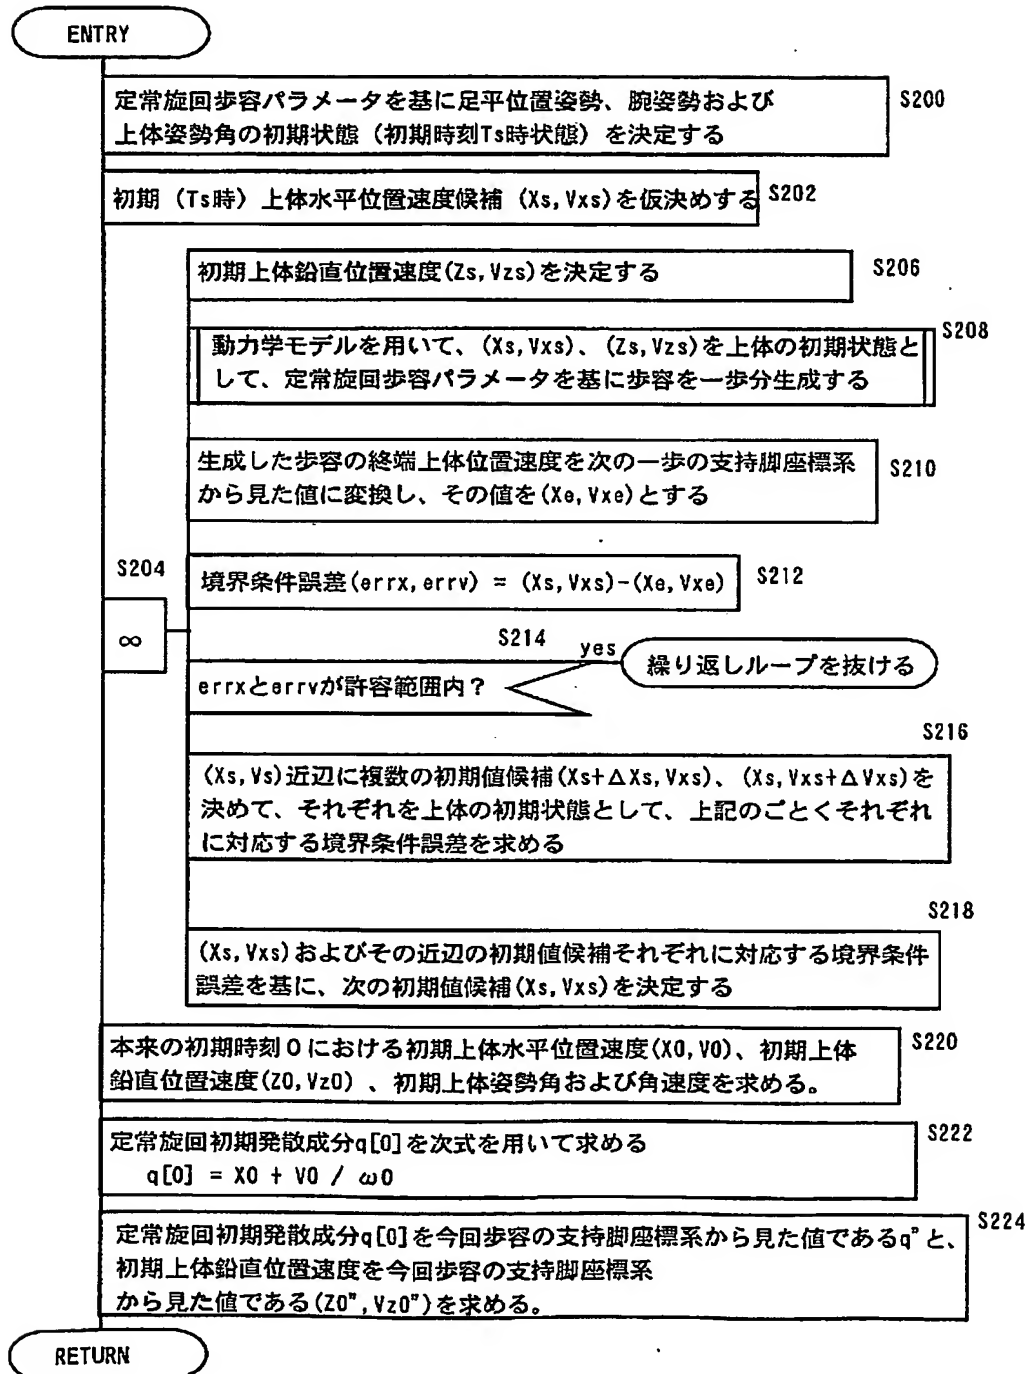 ENTRY
定常旋回歩容パラメータを基に足平位置姿勢、腕姿勢および
上体姿勢角の初期状態（初期時刻Ts時状態）を決定する
S200
初期（Ts時）上体水平位置速度候補（Xs,Vxs)を仮決めする
S202
初期上体鉛直位置速度(Zs,Vzs)を決定する
S206
S208
動力学モデルを用いて、(Xs,Vxs)、(Zs,Vzs)を上体の初期状態と
して、定常旋回歩容パラメータを基に歩容を一歩分生成する
生成した歩容の終端上体位置速度を次の一歩の支持脚座標系
から見た値に変換し、その値を(Xe,Vxe)とする
S210
S204
∞
境界条件誤差(errx,errv) = (Xs,Vxs)-(Xe,Vxe)
S212
S214
yes
繰り返しループを抜ける
errxとerrvが許容範囲内？
S216
(Xs,Vs)近辺に複数の初期値候補(Xs+ΔXs,Vxs)、(Xs,Vxs+ΔVxs)を
決めて、それぞれを上体の初期状態として、上記のごとくそれぞれ
に対応する境界条件誤差を求める
S218
(Xs,Vxs)およびその近辺の初期値候補それぞれに対応する境界条件
誤差を基に、次の初期値候補(Xs,Vxs)を決定する
本来の初期時刻0における初期上体水平位置速度(X0,V0)、初期上体
鉛直位置速度(Z0,Vz0) 、初期上体姿勢角および角速度を求める。
S220
定常旋回初期発散成分q[0]を次式を用いて求める
q[0] = X0 + V0 / ω0
S222
定常旋回初期発散成分q[0]を今回歩容の支持脚座標系から見た値であるq"と、
初期上体鉛直位置速度を今回歩容の支持脚座標系
から見た値である(Z0",Vz0")を求める。
S224
RETURN